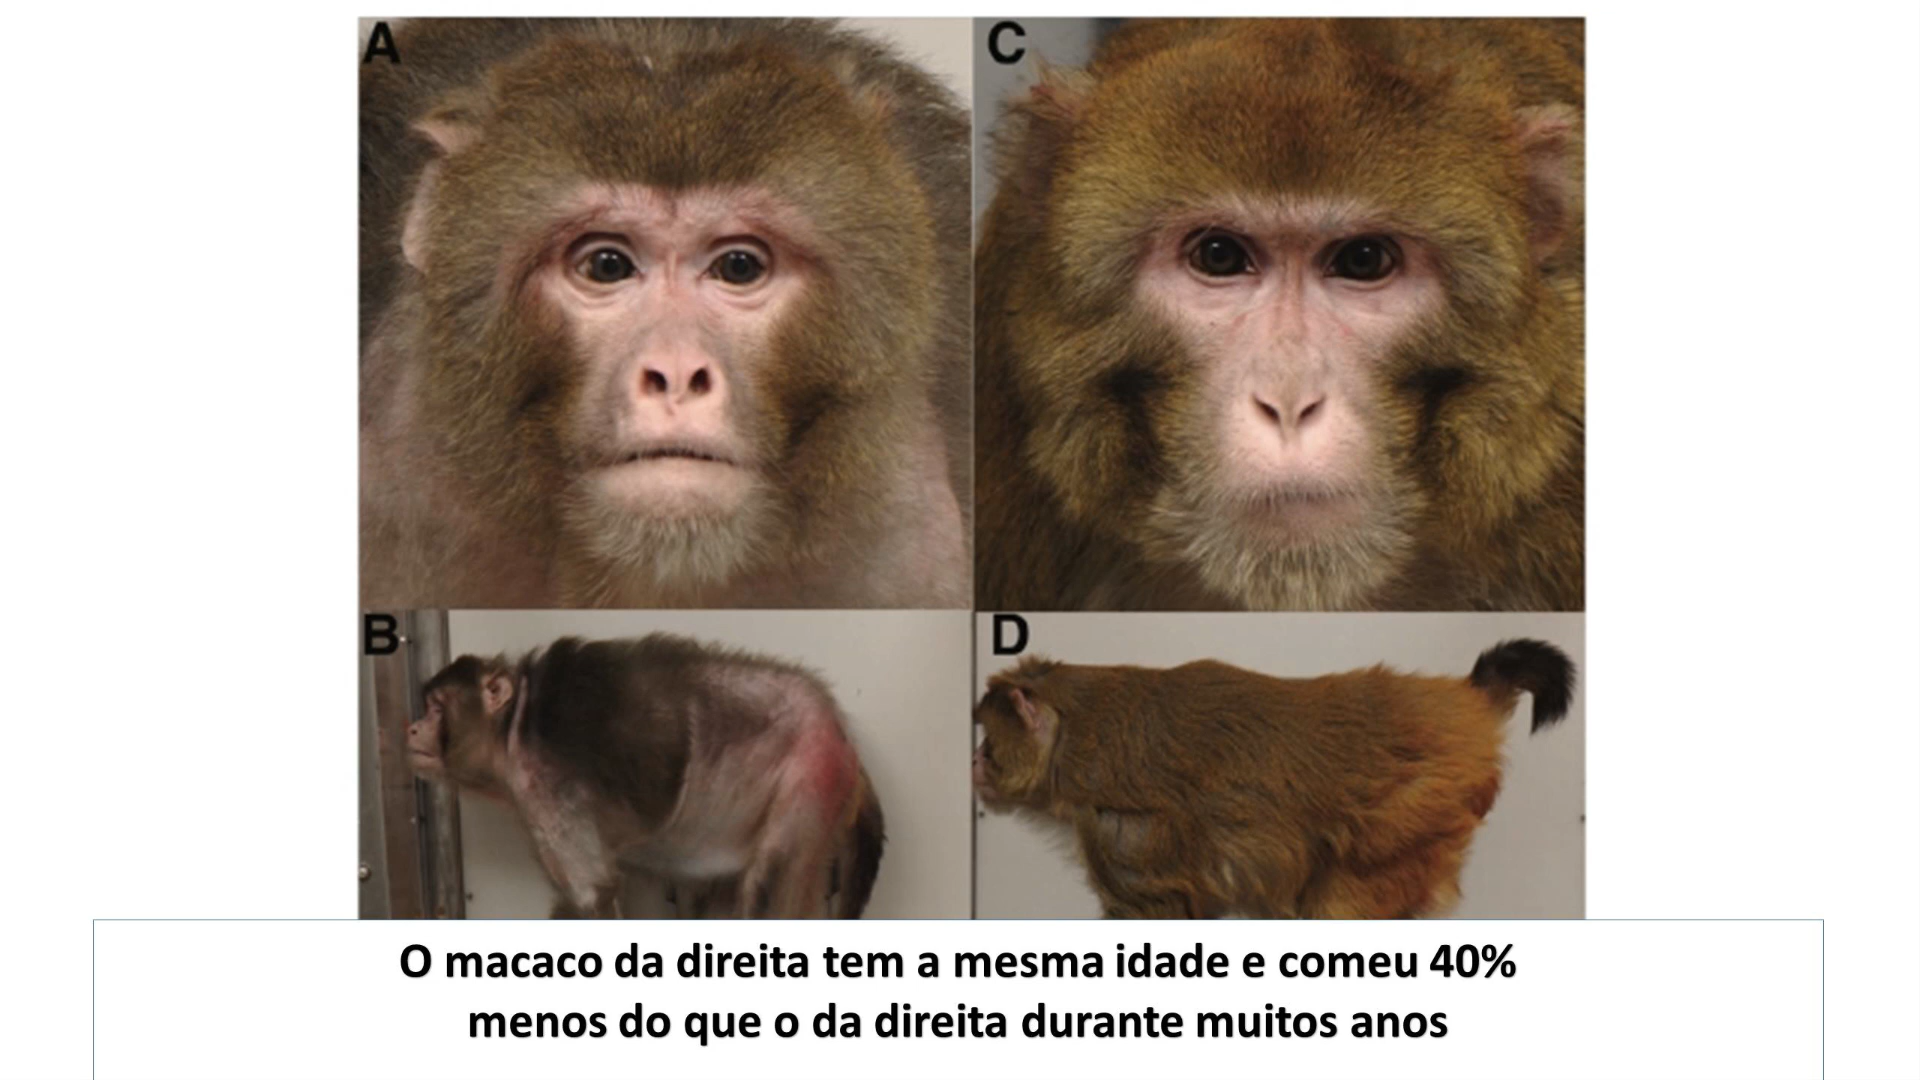 A
C
B
D
O macaco da direita tem a mesma idade e comeu 40%
menos do que o da direita durante muitos anos